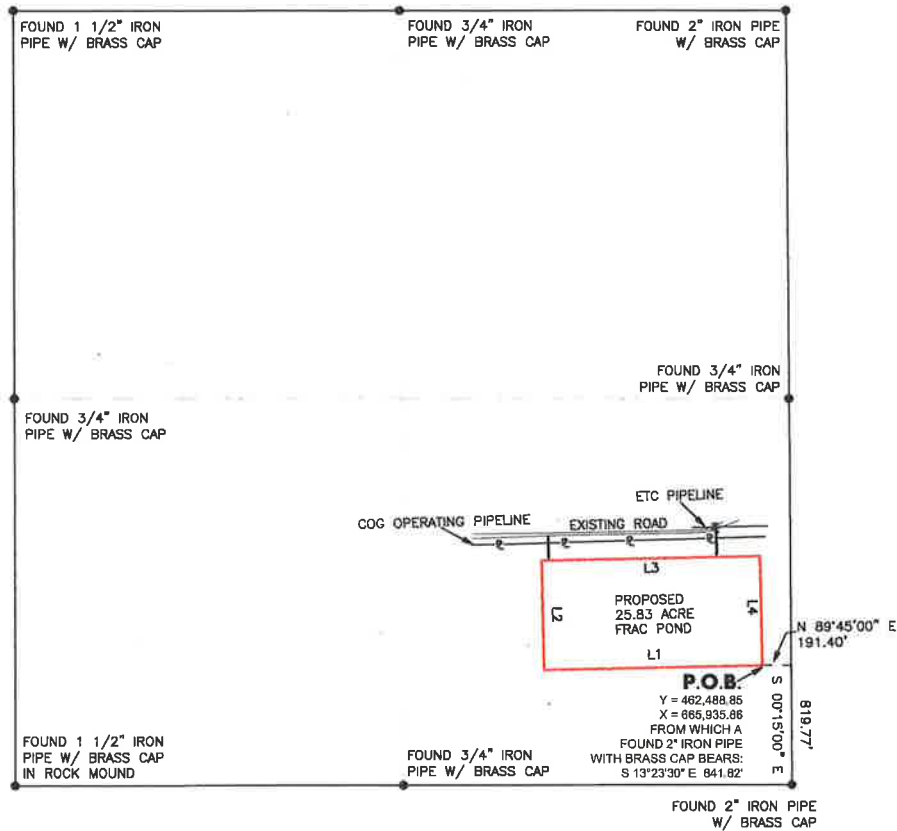 FOUND 1 1/2" IRON
PIPE W/ BRASS CAP
FOUND 3/4" IRON
PIPE W/ BRASS CAP
FOUND 2" IRON PIPE
W/ BRASS CAP
FOUND 3/4" IRON
PIPE W/ BRASS CAP
FOUND 3/4" IRON
PIPE W/ BRASS CAP
ETC PIPELINE
COG OPERATING PIPELINE
EXISTING ROAD
L3
L2
PROPOSED
25.83 ACRE
FRAC POND
L4
L1
N 89°45'00" E
191.40'
P.O.B.
Y = 462,488.85
X = 665,935.86
FROM WHICH A
FOUND 2" IRON PIPE
WITH BRASS CAP BEARS:
S 13°23'30" E 841.82'
S 00°15'00" E
819.77'
FOUND 1 1/2" IRON
PIPE W/ BRASS CAP
IN ROCK MOUND
FOUND 3/4" IRON
PIPE W/ BRASS CAP
FOUND 2" IRON PIPE
W/ BRASS CAP